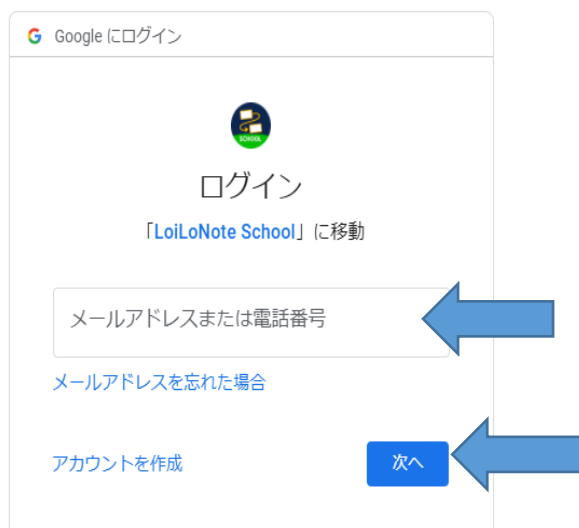 G Google にログイン
SCHOOL
ログイン
「LoiLoNote School」に移動
メールアドレスまたは電話番号
メールアドレスを忘れた場合
アカウントを作成
次へ